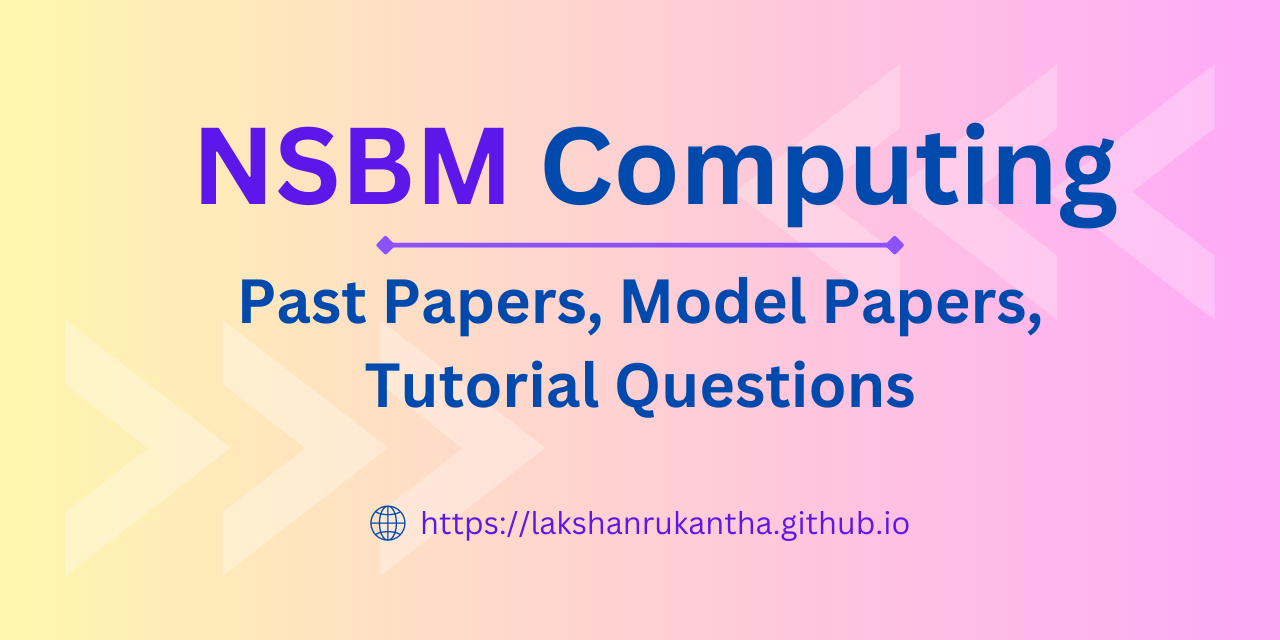 NSBM Computing
Past Papers, Model Papers,
Tutorial Questions
https://lakshanrukantha.github.io